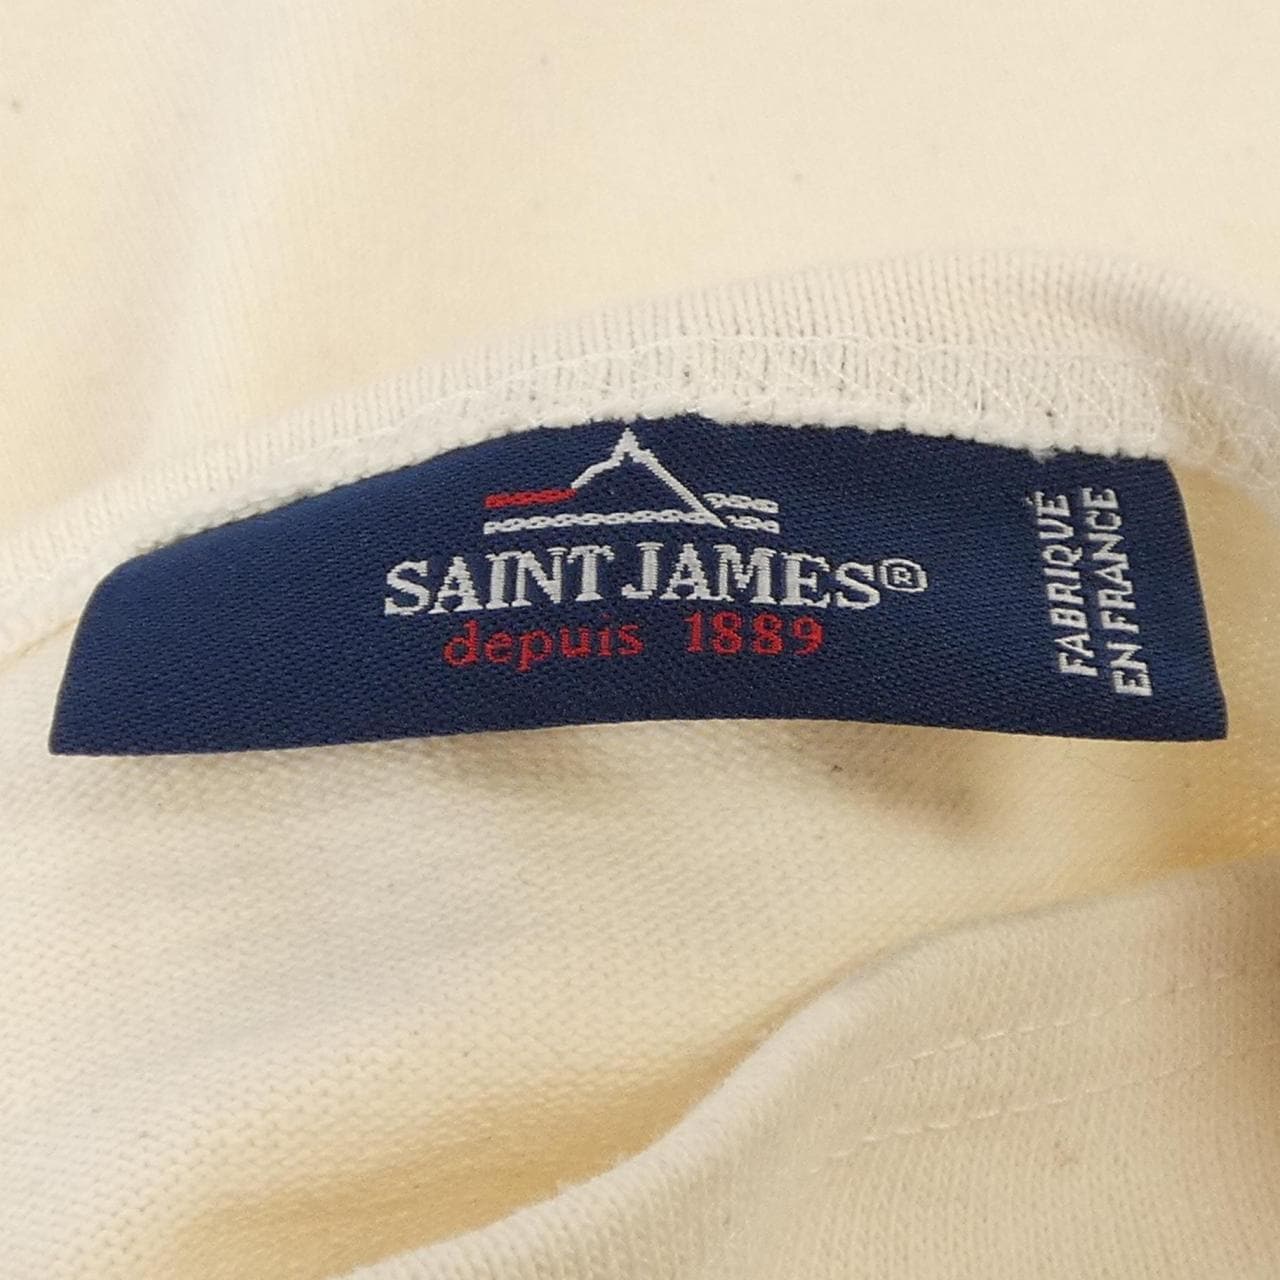 SAINT JAMES®
depuis 1889
FABRIQUÉ
EN FRANCE